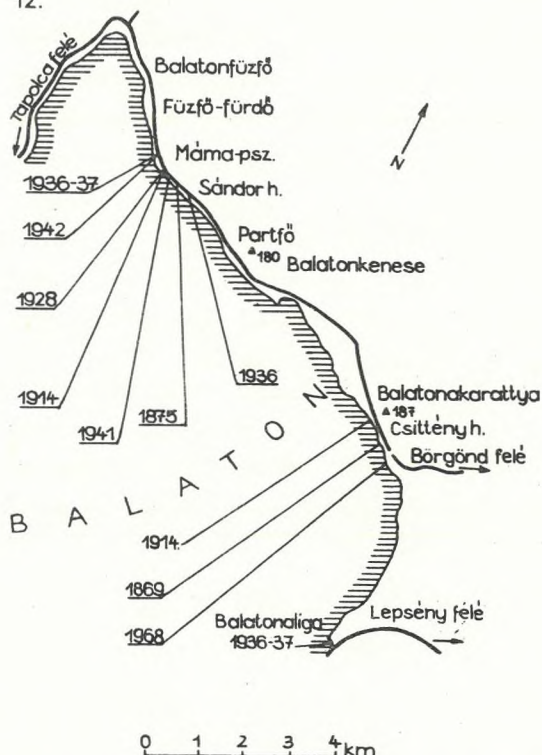 12.
Tapolca felé
Balatonfüzfő
Füzfő-fürdő
Máma-psz.
Sándor h.
N
Partfő
180
Balatonkenese
1936-37
1942
1928
1914
1941
1875
1936
Balatonakarattya
187
Csittény h.
Börgönd felé
BALATON
1914
1869
1968
Balatonaliga
1936-37
Lepsény felé
0 1 2 3 4 km